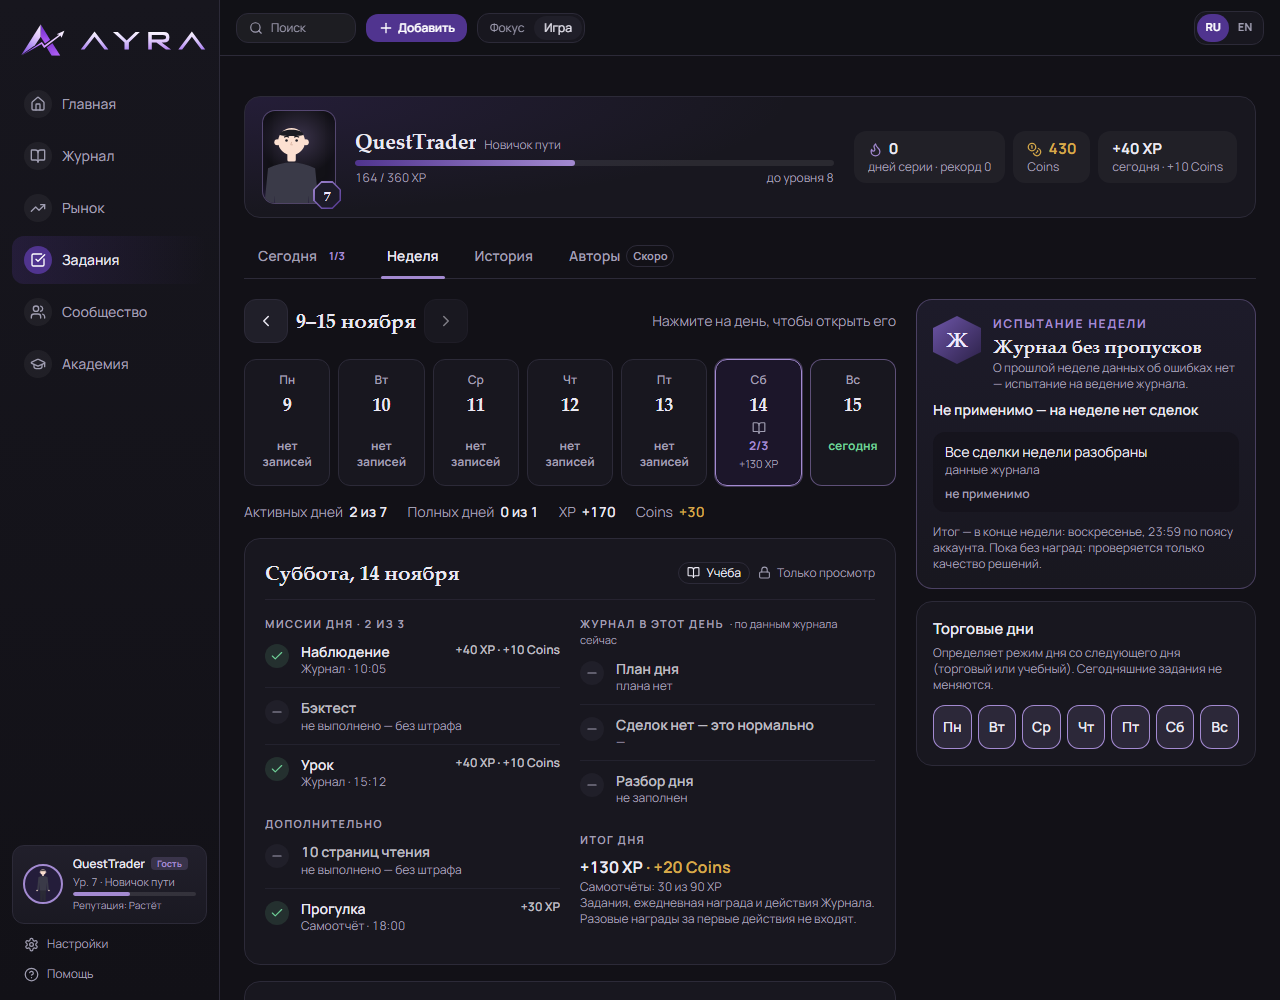 AYRA
Поиск
Добавить
Фокус
Игра
RU
EN
Главная
Журнал
Рынок
Задания
Сообщество
Академия
QuestTrader Гость
Ур. 7 · Новичок пути
Репутация: Растёт
Настройки
Помощь
QuestTrader Новичок пути
164 / 360 XP
до уровня 8
7
0
дней серии · рекорд 0
430
Coins
+40 XP
сегодня · +10 Coins
Сегодня 1/3
Неделя
История
Авторы Скоро
9–15 ноября
Нажмите на день, чтобы открыть его
Пн
9
нет
записей
Вт
10
нет
записей
Ср
11
нет
записей
Чт
12
нет
записей
Пт
13
нет
записей
Сб
14
2/3
+130 XP
Вс
15
сегодня
Активных дней 2 из 7 Полных дней 0 из 1 XP +170 Coins +30
Суббота, 14 ноября
Учёба
Только просмотр
МИССИИ ДНЯ · 2 ИЗ 3
Наблюдение
+40 XP · +10 Coins
Журнал · 10:05
Бэктест
не выполнено — без штрафа
Урок
+40 XP · +10 Coins
Журнал · 15:12
ДОПОЛНИТЕЛЬНО
10 страниц чтения
не выполнено — без штрафа
Прогулка
+30 XP
Самоотчёт · 18:00
ЖУРНАЛ В ЭТОТ ДЕНЬ · по данным журнала
сейчас
План дня
плана нет
Сделок нет — это нормально
—
Разбор дня
не заполнен
ИТОГ ДНЯ
+130 XP · +20 Coins
Самоотчёты: 30 из 90 XP
Задания, ежедневная награда и действия Журнала.
Разовые награды за первые действия не входят.
Ж
ИСПЫТАНИЕ НЕДЕЛИ
Журнал без пропусков
О прошлой неделе данных об ошибках нет
— испытание на ведение журнала.
Не применимо — на неделе нет сделок
Все сделки недели разобраны
данные журнала
не применимо
Итог — в конце недели: воскресенье, 23:59 по поясу
аккаунта. Пока без наград: проверяется только
качество решений.
Торговые дни
Определяет режим дня со следующего дня
(торговый или учебный). Сегодняшние задания не
меняются.
Пн Вт Ср Чт Пт Сб Вс